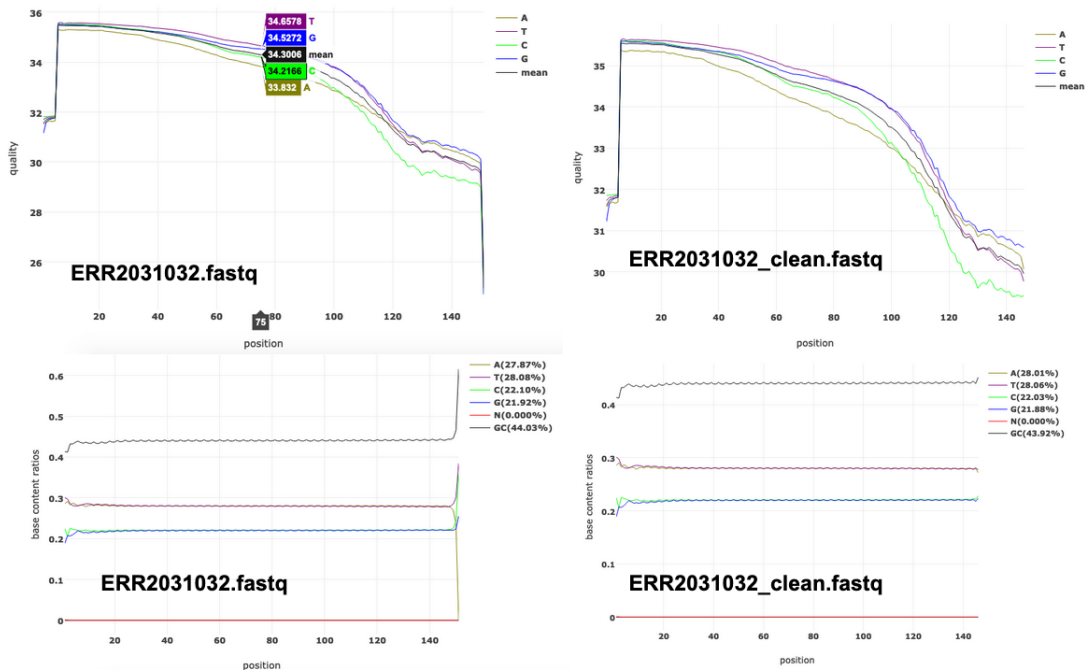 36
34
32
30
28
26
quality
34.6578 T
34.5272 G
34.3006 mean
34.2166 C
33.832 A
A
T
C
G
mean
ERR2031032.fastq
20
40
60
75
80
100
120
140
position
35
34
33
32
31
30
quality
A
T
C
G
mean
ERR2031032_clean.fastq
20
40
60
80
100
120
140
position
0.6
0.5
0.4
0.3
0.2
0.1
0
base content ratios
A(27.87%)
T(28.08%)
C(22.10%)
G(21.92%)
N(0.000%)
GC(44.03%)
ERR2031032.fastq
20
40
60
80
100
120
140
position
0.4
0.3
0.2
0.1
0
base content ratios
A(28.01%)
T(28.06%)
C(22.03%)
G(21.88%)
N(0.000%)
GC(43.92%)
ERR2031032_clean.fastq
20
40
60
80
100
120
140
position